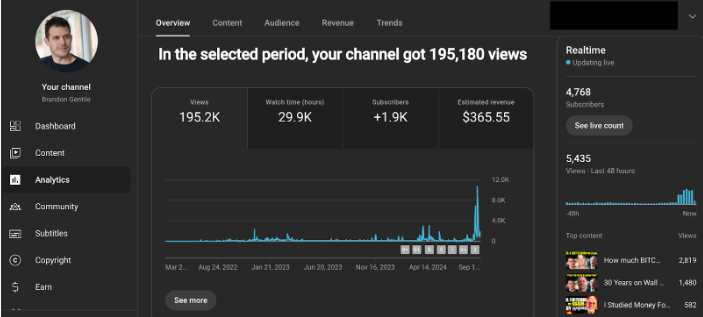 Overview Content Audience Revenue Trends
In the selected period, your channel got 195,180 views
Your channel
Brandon Gentile
Dashboard
Content
Analytics
Community
Subtitles
Copyright
Earn
Views
195.2K
Watch time (hours)
29.9K
Subscribers
+1.9K
Estimated revenue
$365.55
12.0K
8.0K
4.0K
0
Mar 2... Aug 24, 2022 Jan 21, 2023 Jun 20, 2023 Nov 16, 2023 Apr 14, 2024 Sep 1...
See more
Realtime
Updating live
4,768
Subscribers
See live count
5,435
Views · Last 48 hours
-48h Now
Top content Views
How much BITC... 2,819
30 Years on Wall ... 1,480
I Studied Money Fo... 582